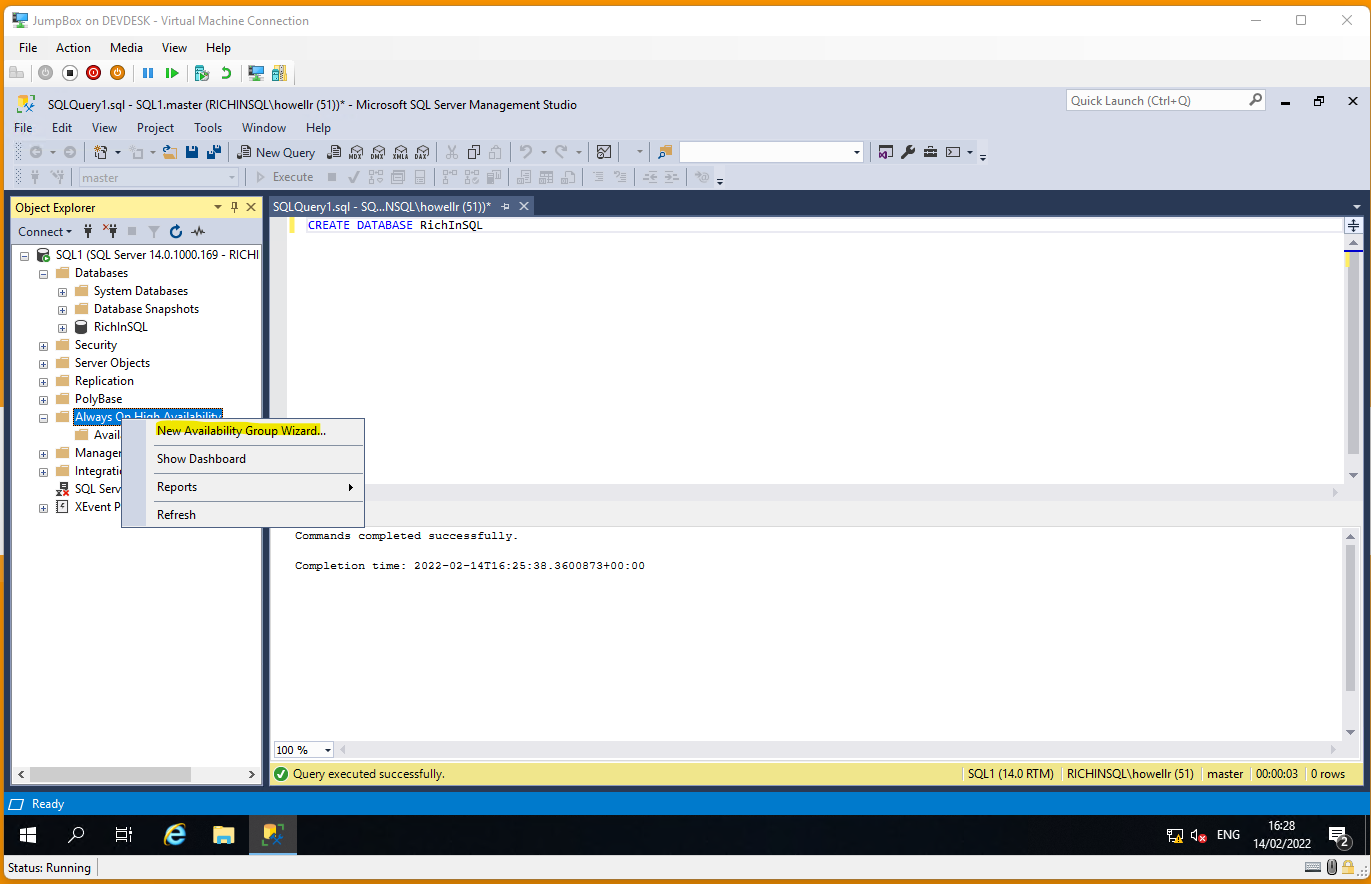 JumpBox on DEVDESK - Virtual Machine Connection
File Action Media View Help
SQLQuery1.sql - SQL1.master (RICHINSQL\howellr (51))* - Microsoft SQL Server Management Studio
Quick Launch (Ctrl+Q)
File Edit View Project Tools Window Help
New Query MDX DMX XMLA DAX
master Execute
Object Explorer
SQLQuery1.sql - SQ...NSQL\howellr (51))*
Connect
CREATE DATABASE RichInSQL
SQL1 (SQL Server 14.0.1000.169 - RICHI
Databases
System Databases
Database Snapshots
RichInSQL
Security
Server Objects
Replication
PolyBase
Always On High Availability
Avail
New Availability Group Wizard...
Manager
Show Dashboard
Integratio
SQL Serv
Reports
XEvent P
Refresh
Commands completed successfully.
Completion time: 2022-02-14T16:25:38.3600873+00:00
100 %
Query executed successfully.
SQL1 (14.0 RTM) RICHINSQL\howellr (51) master 00:00:03 0 rows
Ready
ENG
16:28
14/02/2022
2
Status: Running